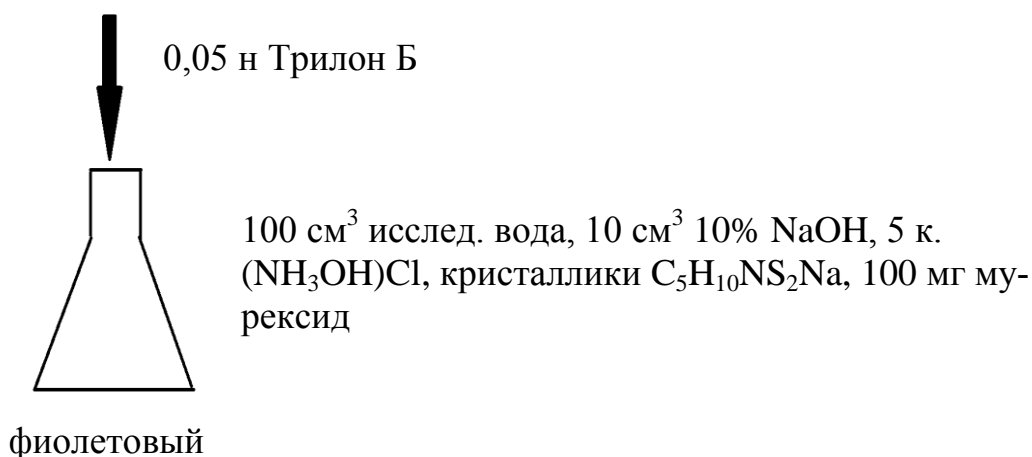 0,05 н Трилон Б
100 см³ исслед. вода, 10 см³ 10% NaOH, 5 к.
(NH₃OH)Cl, кристаллики C₅H₁₀NS₂Na, 100 мг му-
рексид
фиолетовый